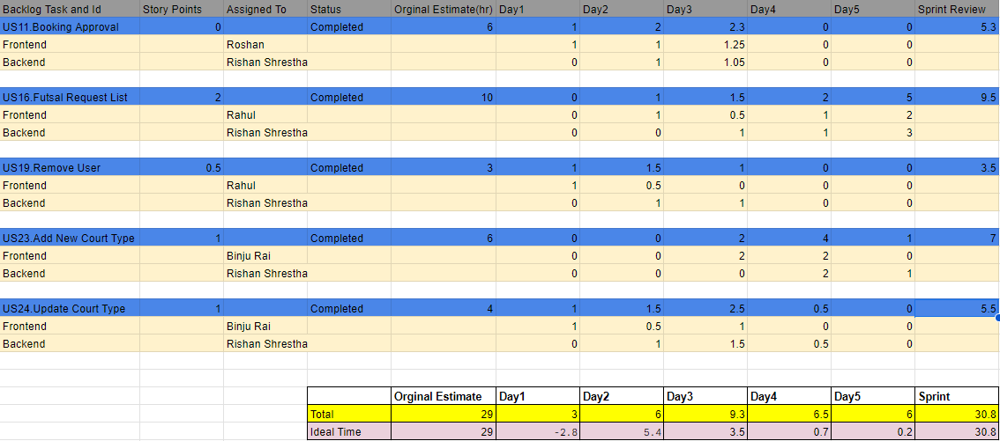 Backlog Task and Id Story Points Assigned To Status Orginal Estimate(hr) Day1 Day2 Day3 Day4 Day5 Sprint Review
US11.Booking Approval 0 Completed 6 1 2 2.3 0 0 5.3
Frontend Roshan 1 1 1.25 0 0
Backend Rishan Shrestha 0 1 1.05 0 0
US16.Futsal Request List 2 Completed 10 0 1 1.5 2 5 9.5
Frontend Rahul 0 1 0.5 1 2
Backend Rishan Shrestha 0 0 1 1 3
US19.Remove User 0.5 Completed 3 1 1.5 1 0 0 3.5
Frontend Rahul 1 0.5 0 0 0
Backend Rishan Shrestha 0 1 1 0 0
US23.Add New Court Type 1 Completed 6 0 0 2 4 1 7
Frontend Binju Rai 0 0 2 2 0
Backend Rishan Shrestha 0 0 0 2 1
US24.Update Court Type 1 Completed 4 1 1.5 2.5 0.5 0 5.5
Frontend Binju Rai 1 0.5 1 0 0
Backend Rishan Shrestha 0 1 1.5 0.5 0
Orginal Estimate Day1 Day2 Day3 Day4 Day5 Sprint
Total 29 3 6 9.3 6.5 6 30.8
Ideal Time 29 -2.8 5.4 3.5 0.7 0.2 30.8